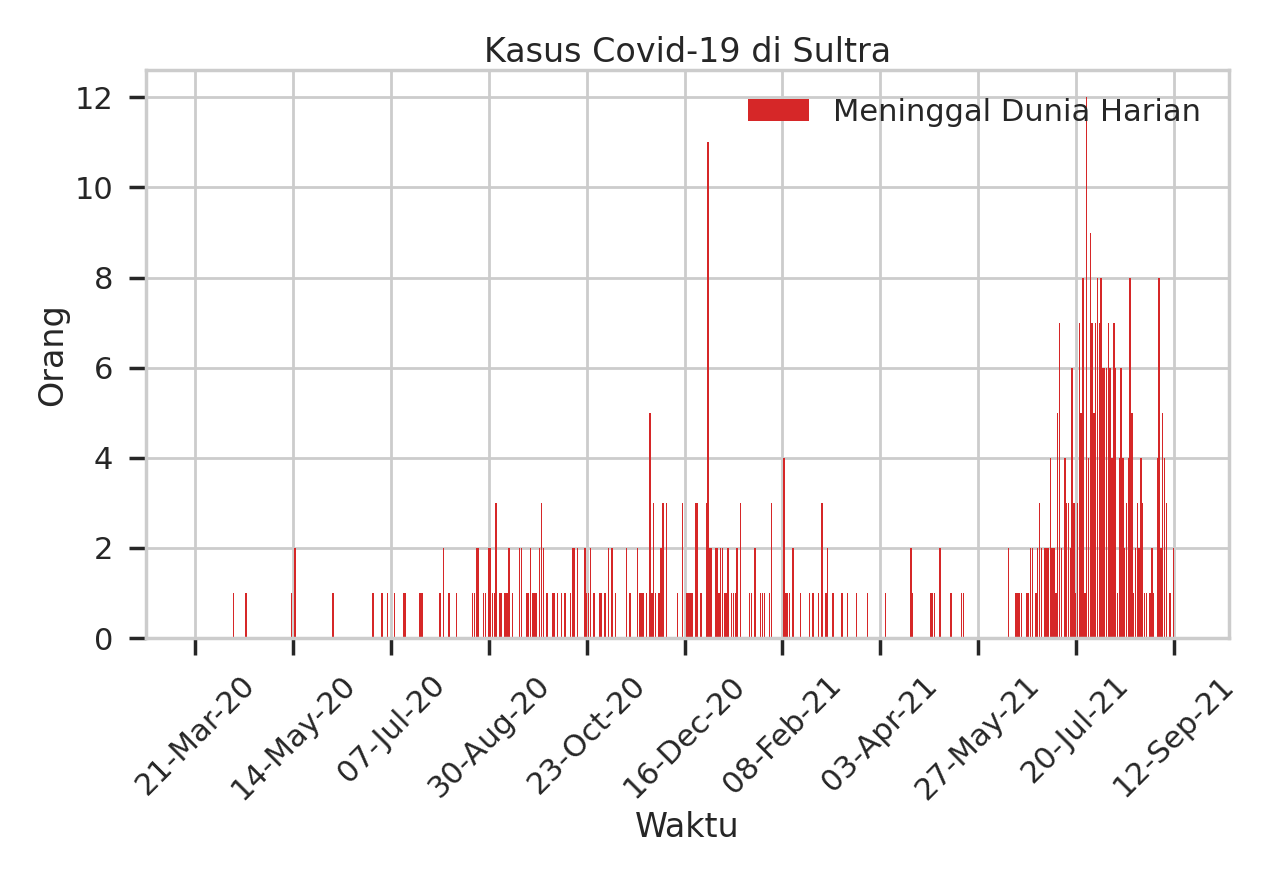 Kasus Covid-19 di Sultra
Meninggal Dunia Harian
Orang
12
10
8
6
4
2
0
21-Mar-20
14-May-20
07-Jul-20
30-Aug-20
23-Oct-20
16-Dec-20
08-Feb-21
03-Apr-21
27-May-21
20-Jul-21
12-Sep-21
Waktu